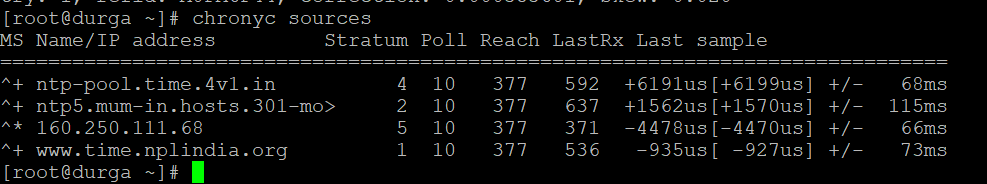 [root@durga ~]# chronyc sources
MS Name/IP address         Stratum Poll Reach LastRx Last sample
===============================================================================
^+ ntp-pool.time.4v1.in          4  10   377   592  +6191us[+6199us] +/-   68ms
^+ ntp5.mum-in.hosts.301-mo>     2  10   377   637  +1562us[+1570us] +/-  115ms
^* 160.250.111.68                5  10   377   371  -4478us[-4470us] +/-   66ms
^+ www.time.nplindia.org         1  10   377   536   -935us[ -927us] +/-   73ms
[root@durga ~]#